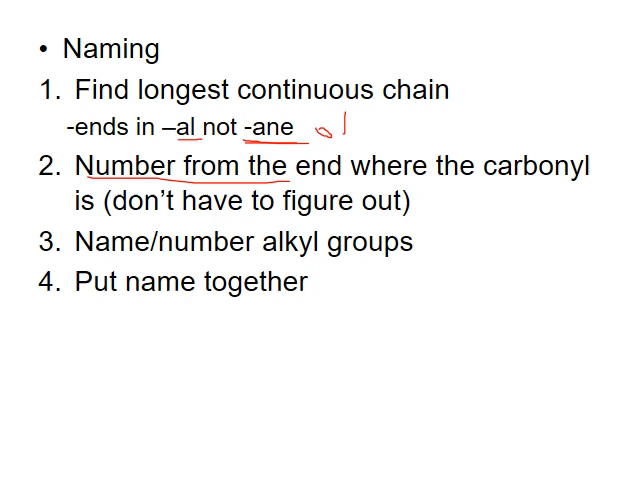 • Naming
1. Find longest continuous chain
-ends in –al not -ane al
2. Number from the end where the carbonyl
is (don't have to figure out)
3. Name/number alkyl groups
4. Put name together